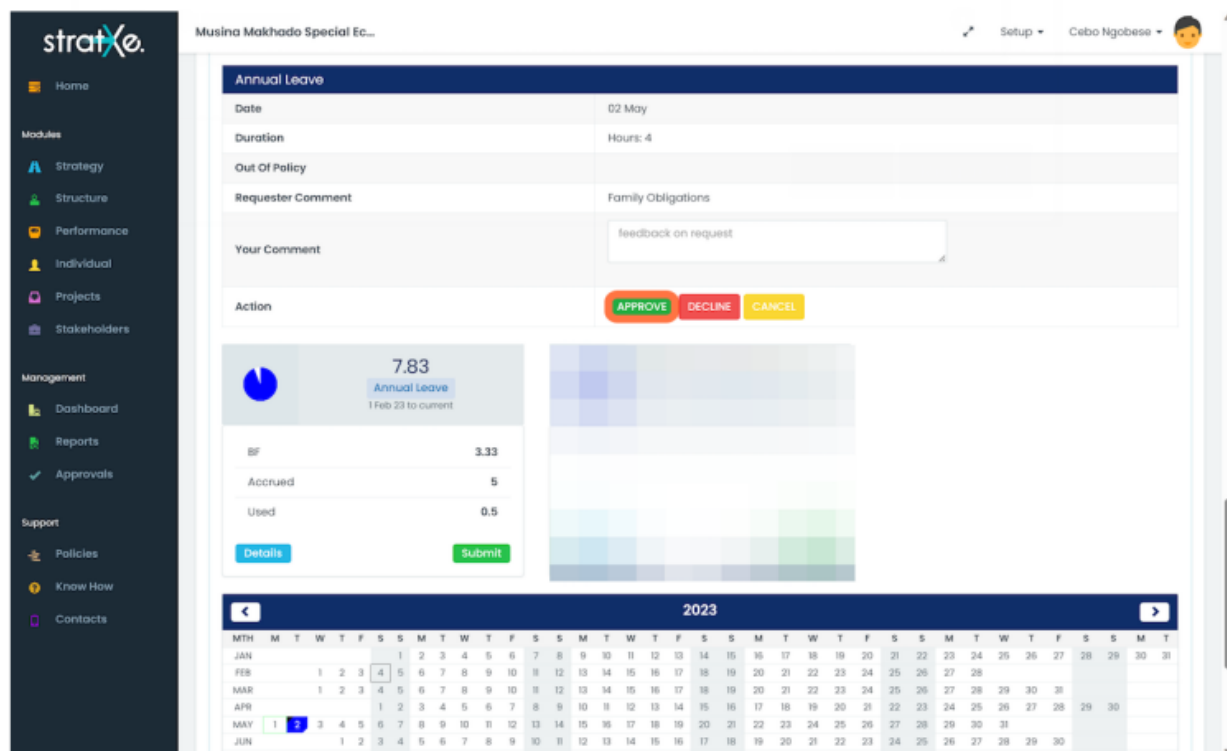 stratXe.
Musina Makhado Special Ec...
Setup
Cebo Ngobese
Home
Modules
Strategy
Structure
Performance
Individual
Projects
Stakeholders
Management
Dashboard
Reports
Approvals
Support
Policies
Know How
Contacts
Annual Leave
Date 02 May
Duration Hours: 4
Out Of Policy
Requester Comment Family Obligations
Your Comment feedback on request
Action APPROVE DECLINE CANCEL
7.83
Annual Leave
1 Feb 23 to current
BF 3.33
Accrued 5
Used 0.5
Details Submit
2023
MTH M T W T F S S M T W T F S S M T W T F S S M T W T F S S M T W T F S S M T
JAN 1 2 3 4 5 6 7 8 9 10 11 12 13 14 15 16 17 18 19 20 21 22 23 24 25 26 27 28 29 30 31
FEB 1 2 3 4 5 6 7 8 9 10 11 12 13 14 15 16 17 18 19 20 21 22 23 24 25 26 27 28
MAR 1 2 3 4 5 6 7 8 9 10 11 12 13 14 15 16 17 18 19 20 21 22 23 24 25 26 27 28 29 30 31
APR 1 2 3 4 5 6 7 8 9 10 11 12 13 14 15 16 17 18 19 20 21 22 23 24 25 26 27 28 29 30
MAY 1 2 3 4 5 6 7 8 9 10 11 12 13 14 15 16 17 18 19 20 21 22 23 24 25 26 27 28 29 30 31
JUN 1 2 3 4 5 6 7 8 9 10 11 12 13 14 15 16 17 18 19 20 21 22 23 24 25 26 27 28 29 30